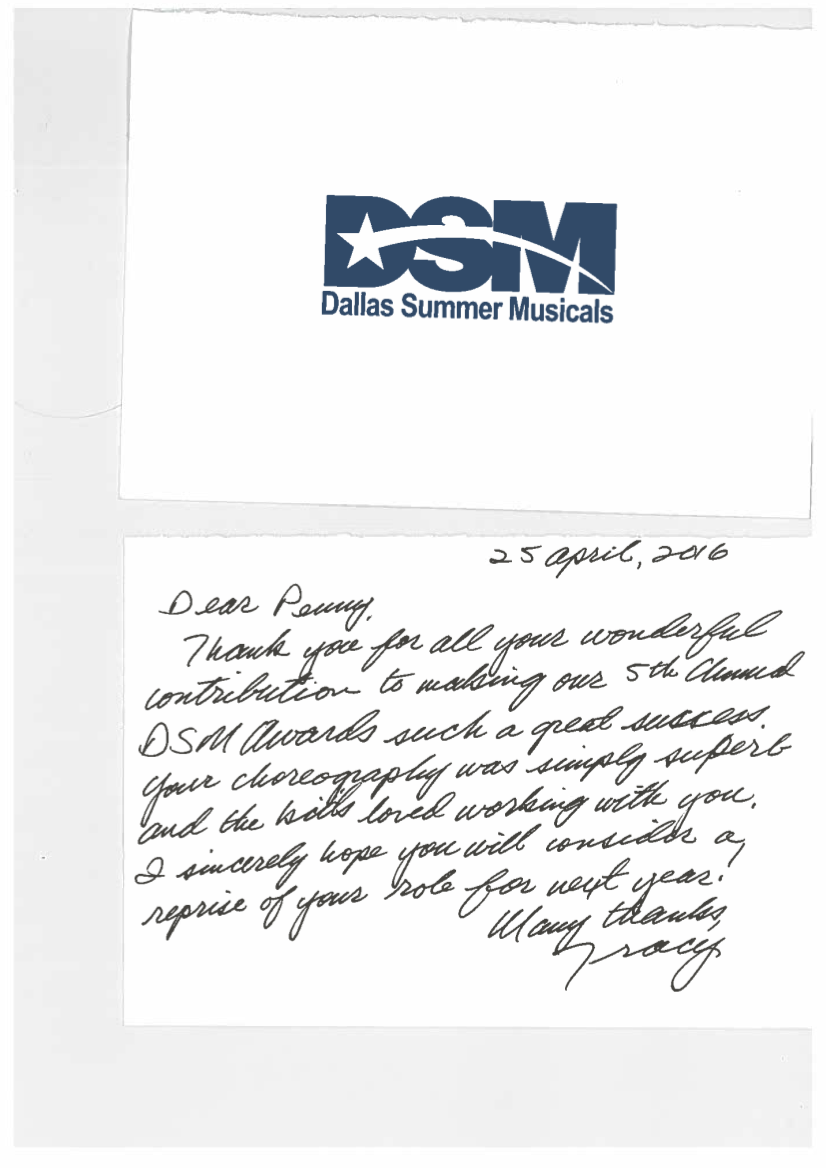 DSM
Dallas Summer Musicals
25 April, 2016
Dear Penny,
Thank you for all your wonderful
contribution to making our 5th Annual
DSM Awards such a great success.
Your choreography was simply superb
and the kids loved working with you.
I sincerely hope you will consider a
reprise of your role for next year!
Many thanks,
Tracy